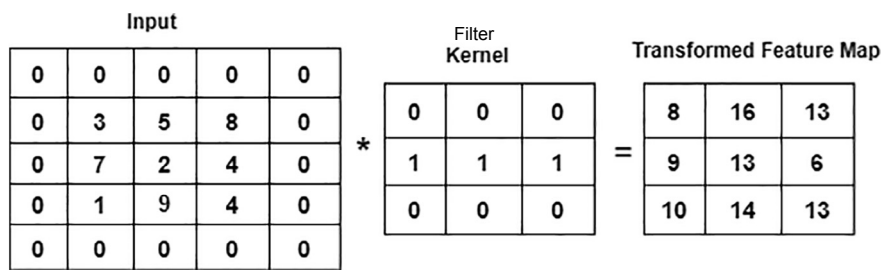 Input
Filter
Kernel
Transformed Feature Map
0 0 0 0 0
0 3 5 8 0
0 7 2 4 0
0 1 9 4 0
0 0 0 0 0
*
0 0 0
1 1 1
0 0 0
=
8 16 13
9 13 6
10 14 13